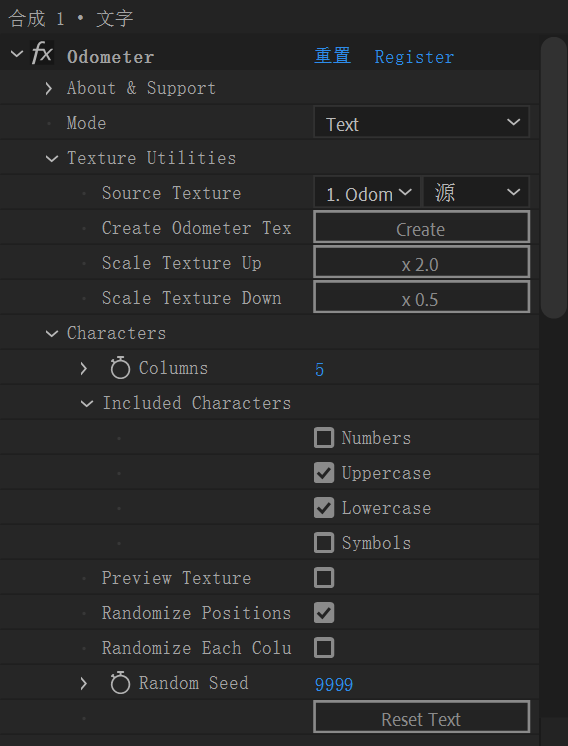 合成 1 • 文字
fx Odometer 重置 Register
About & Support
Mode Text
Texture Utilities
Source Texture 1. Odom 源
Create Odometer Tex Create
Scale Texture Up x 2.0
Scale Texture Down x 0.5
Characters
Columns 5
Included Characters
Numbers
Uppercase
Lowercase
Symbols
Preview Texture
Randomize Positions
Randomize Each Colu
Random Seed 9999
Reset Text